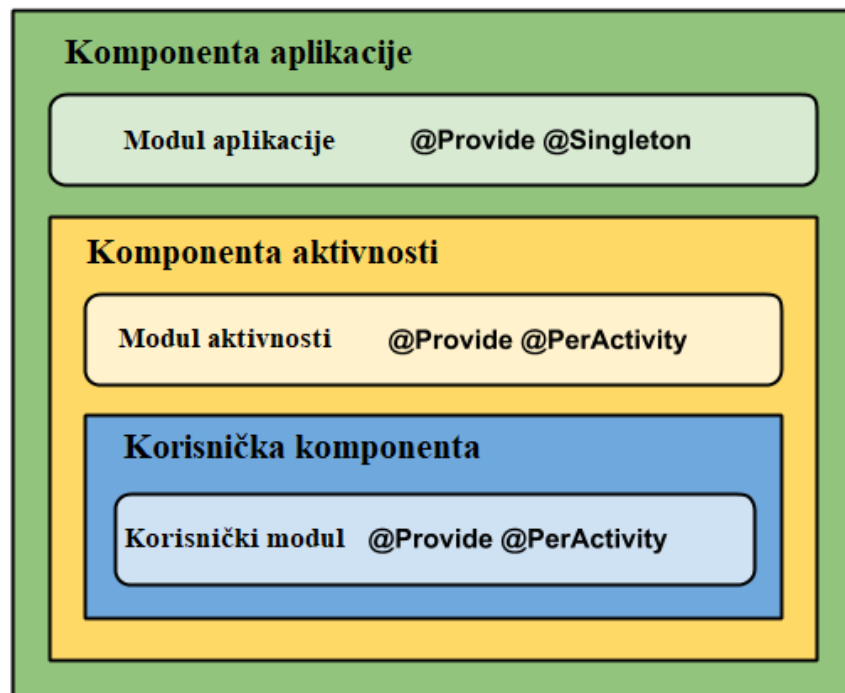 Komponenta aplikacije
Modul aplikacije @Provide @Singleton
Komponenta aktivnosti
Modul aktivnosti @Provide @PerActivity
Korisnička komponenta
Korisnički modul @Provide @PerActivity